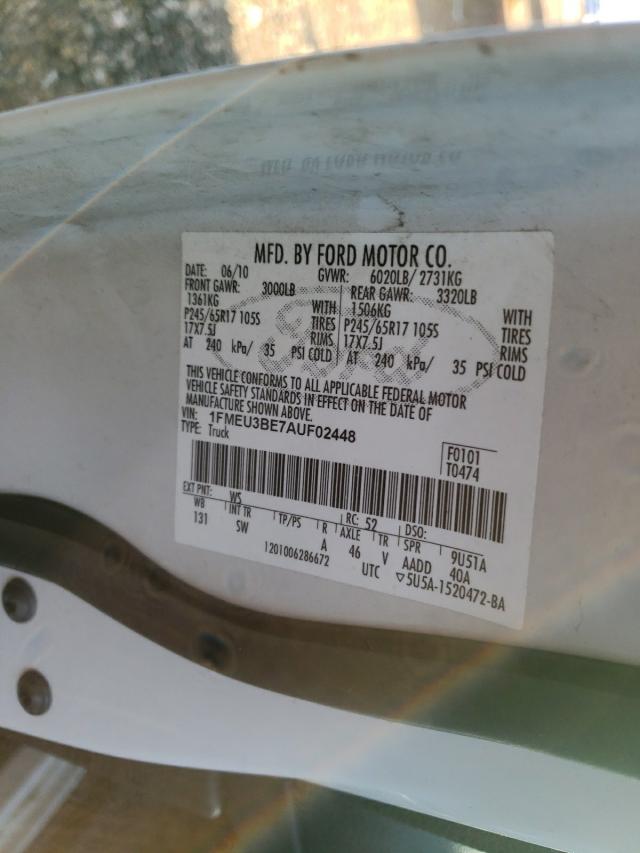 MFD. BY FORD MOTOR CO.
DATE: 06/10 GVWR: 6020LB/ 2731KG
FRONT GAWR: 3000LB REAR GAWR: 3320LB
1361KG WITH 1506KG WITH
P245/65R17 105S TIRES P245/65R17 105S TIRES
17X7.5J RIMS 17X7.5J RIMS
AT 240 kPa/ 35 PSI COLD AT 240 kPa/ 35 PSI COLD
Ford
THIS VEHICLE CONFORMS TO ALL APPLICABLE FEDERAL MOTOR
VEHICLE SAFETY STANDARDS IN EFFECT ON THE DATE OF
MANUFACTURE SHOWN ABOVE.
VIN: 1FMEU3BE7AUF02448
TYPE: Truck
F0101
T0474
EXT PNT: WS RC: 52 DSO:
WB INT TR TP/PS R AXLE TR SPR 9U51A
131 SW A 46 V AADD 40A
1201006286672 UTC ▽5U5A-1520472-BA